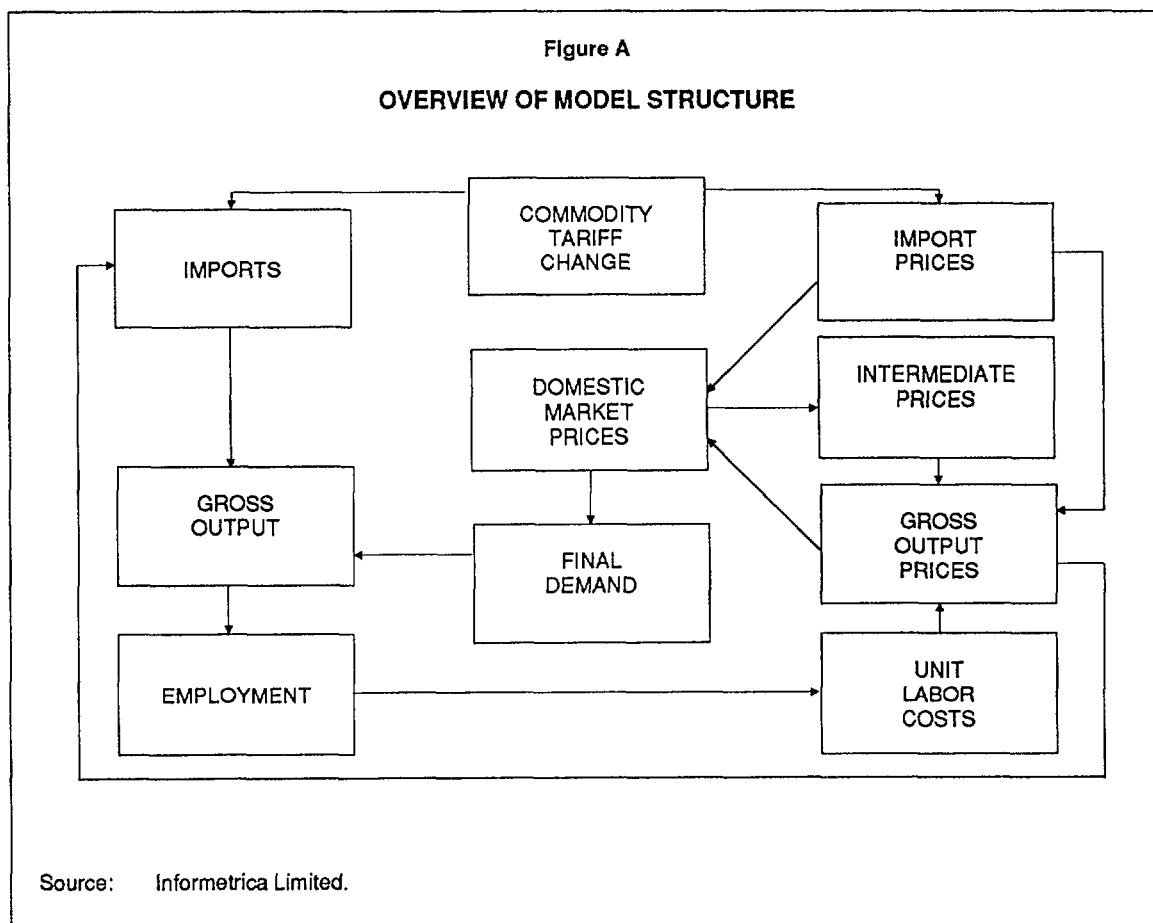 Figure A
OVERVIEW OF MODEL STRUCTURE
COMMODITY
TARIFF
CHANGE
IMPORTS
IMPORT
PRICES
DOMESTIC
MARKET
PRICES
INTERMEDIATE
PRICES
GROSS
OUTPUT
FINAL
DEMAND
GROSS
OUTPUT
PRICES
EMPLOYMENT
UNIT
LABOR
COSTS
Source: Informetrica Limited.